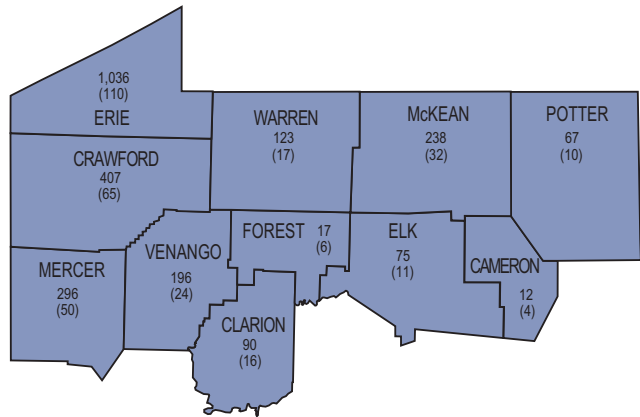 1,036
(110)
ERIE
WARREN
123
(17)
McKEAN
238
(32)
POTTER
67
(10)
CRAWFORD
407
(65)
FOREST 17
(6)
ELK
75
(11)
VENANGO
196
(24)
MERCER
296
(50)
CAMERON
12
(4)
CLARION
90
(16)